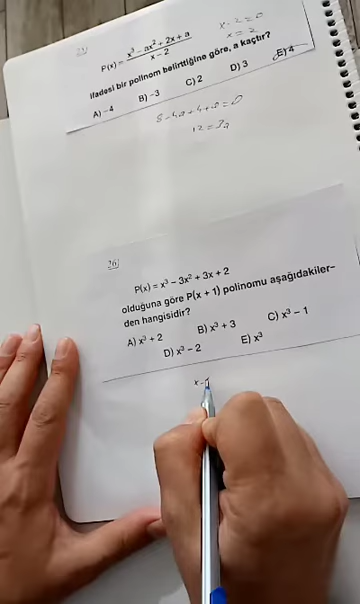 25)
P(x) = x³ − ax² + 2x + a / x − 2
x - 2 = 0
x = 2
ifadesi bir polinom belirttiğine göre, a kaçtır?
A) −4 B) −3 C) 2 D) 3 E) 4
8 - 4a + 4 + a = 0
12 = 3a
26)
P(x) = x³ − 3x² + 3x + 2
olduğuna göre P(x + 1) polinomu aşağıdakiler-
den hangisidir?
A) x³ + 2 B) x³ + 3 C) x³ − 1
D) x³ − 2 E) x³